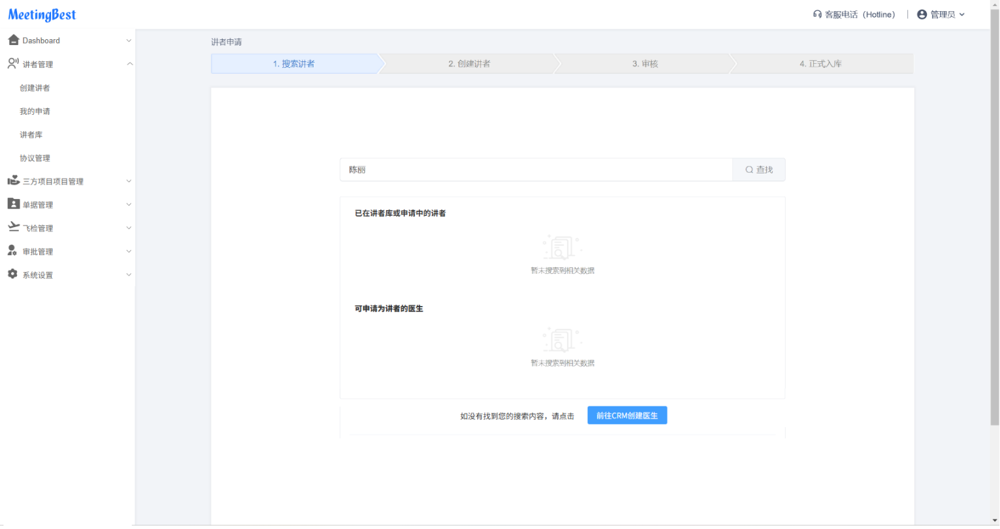 MeetingBest
客服电话（Hotline）
管理员
Dashboard
讲者管理
创建讲者
我的申请
讲者库
协议管理
三方项目项目管理
单据管理
飞检管理
审批管理
系统设置
讲者申请
1. 搜索讲者
2. 创建讲者
3. 审核
4. 正式入库
陈丽
查找
已在讲者库或申请中的讲者
暂未搜索到相关数据
可申请为讲者的医生
暂未搜索到相关数据
如没有找到您的搜索内容，请点击
前往CRM创建医生